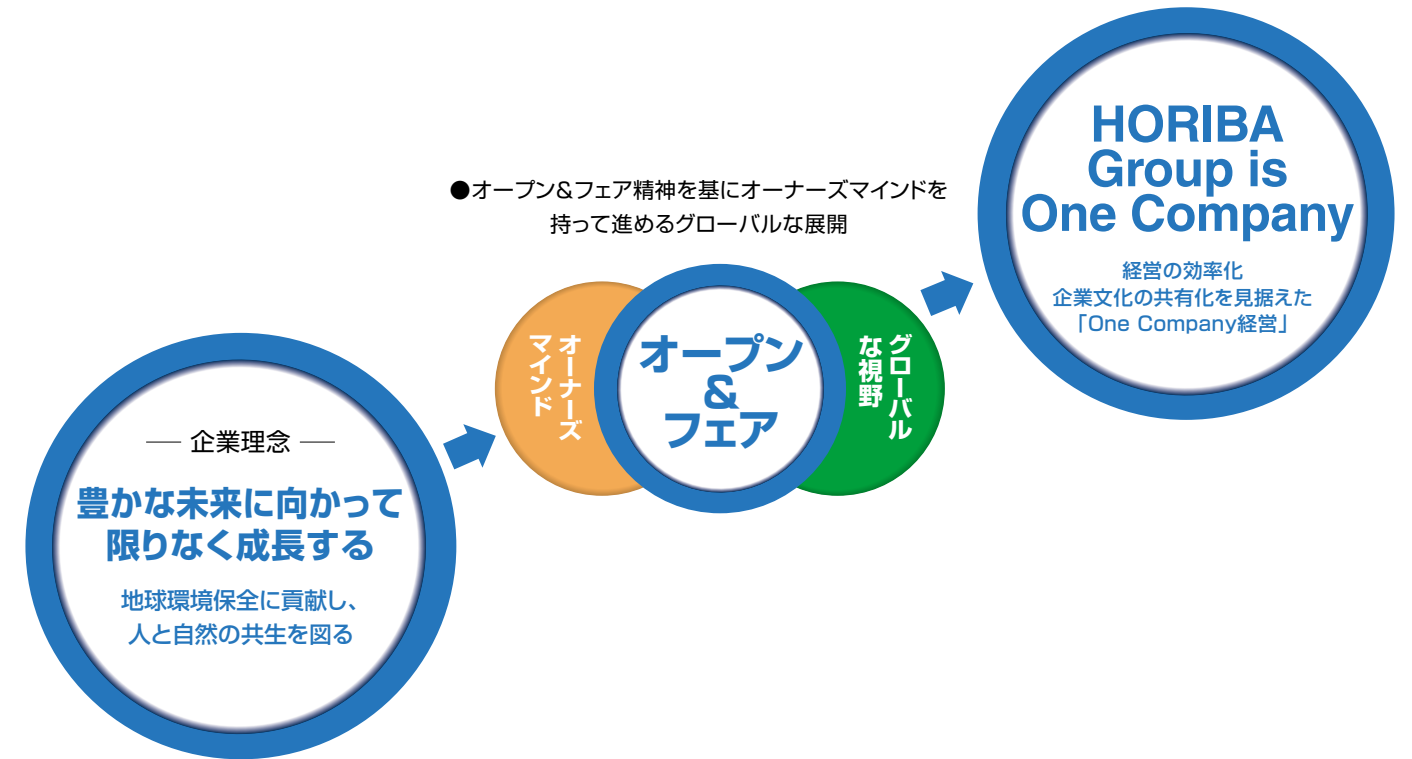 ●オープン&フェア精神を基にオーナーズマインドを
持って進めるグローバルな展開
HORIBA
Group is
One Company
経営の効率化
企業文化の共有化を見据えた
「One Company経営」
オーナーズ
マインド
オープン
&
フェア
グローバル
な視野
── 企業理念 ──
豊かな未来に向かって
限りなく成長する
地球環境保全に貢献し、
人と自然の共生を図る